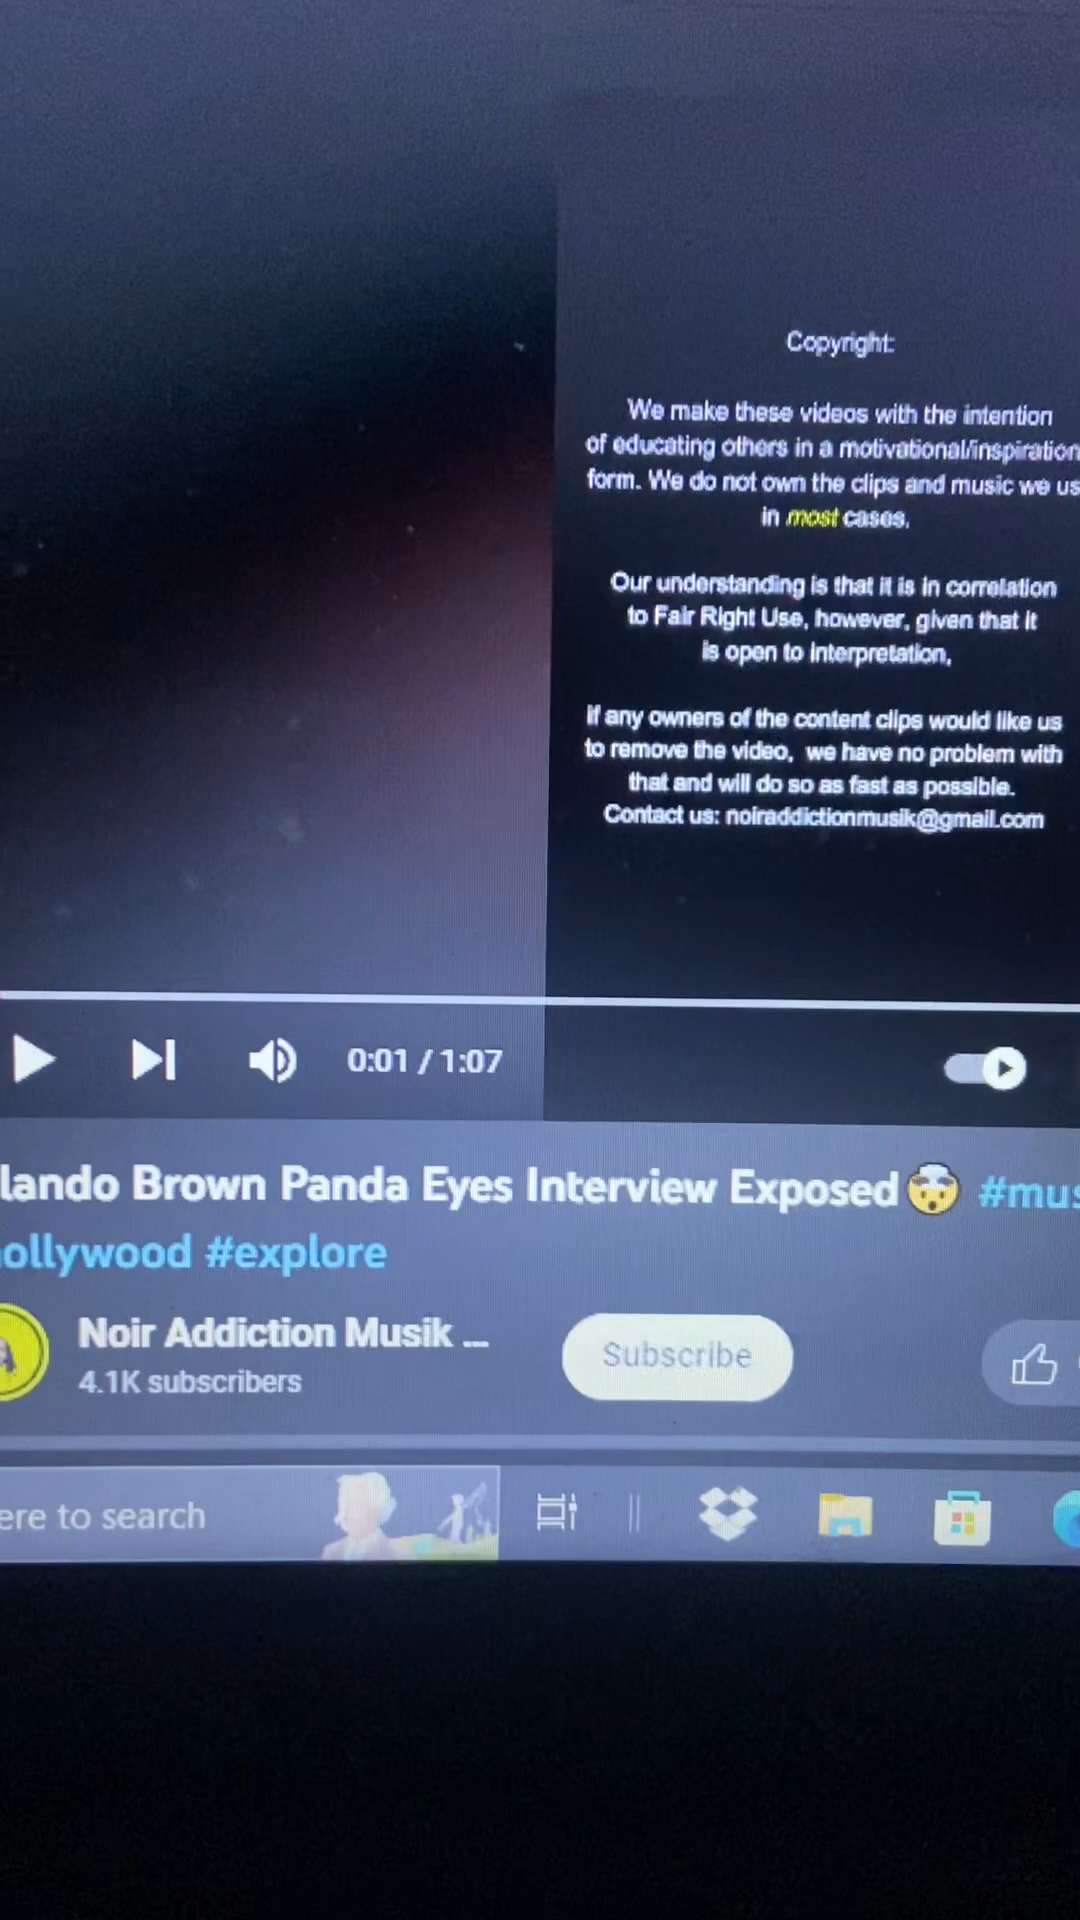 Copyright:
We make these videos with the intention
of educating others in a motivational/inspiration
form. We do not own the clips and music we us
in most cases.
Our understanding is that it is in correlation
to Fair Right Use, however, given that it
is open to interpretation,
If any owners of the content clips would like us
to remove the video, we have no problem with
that and will do so as fast as possible.
Contact us: noiraddictionmusik@gmail.com
0:01 / 1:07
lando Brown Panda Eyes Interview Exposed🤯 #mus
ollywood #explore
Noir Addiction Musik ...
Subscribe
4.1K subscribers
ere to search